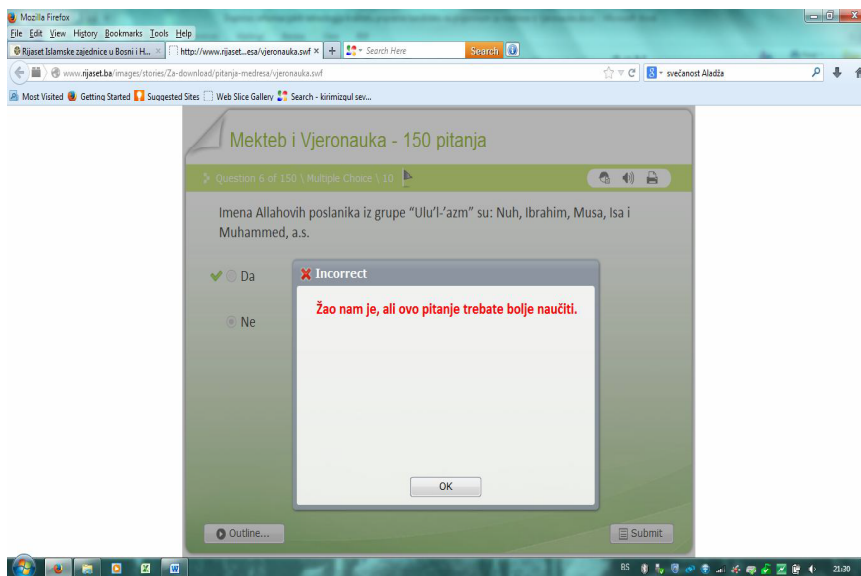 Mozilla Firefox
File Edit View History Bookmarks Tools Help
Rijaset Islamske zajednice u Bosni i H... × http://www.rijaset...esa/vjeronauka.swf × + Search Here Search
www.rijaset.ba/images/stories/Za-download/pitanja-medresa/vjeronauka.swf svečanost Aladža
Most Visited Getting Started Suggested Sites Web Slice Gallery Search - kirimizgul sev...
Mekteb i Vjeronauka - 150 pitanja
Question 6 of 150 \ Multiple Choice \ 10
Imena Allahovih poslanika iz grupe "Ulu'l-'azm" su: Nuh, Ibrahim, Musa, Isa i
Muhammed, a.s.
Da
Incorrect
Žao nam je, ali ovo pitanje trebate bolje naučiti.
Ne
OK
Outline... Submit
BS 21:30